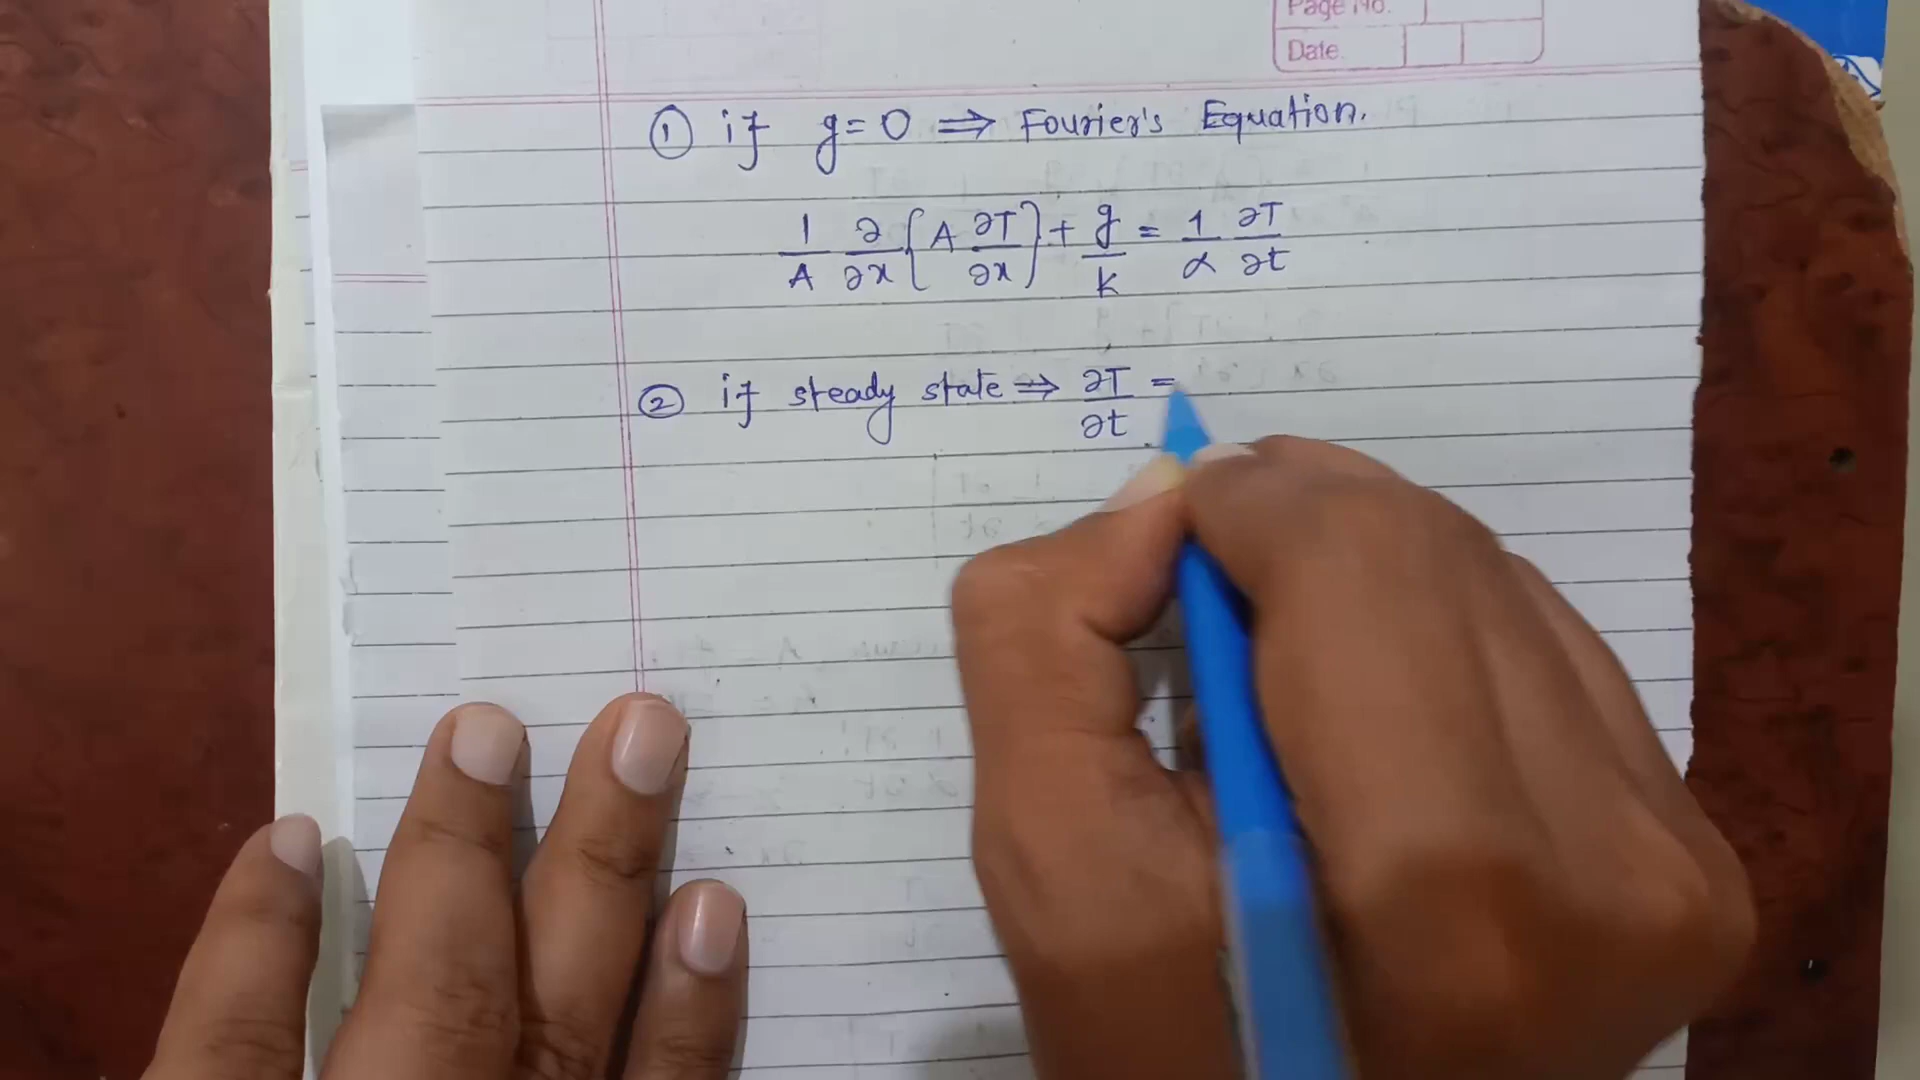 Page No.
Date
① if g = 0 ⇒ Fourier's Equation.
1/A ∂/∂x {A ∂T/∂x} + g/k = 1/α ∂T/∂t
② if steady state ⇒ ∂T/∂t =